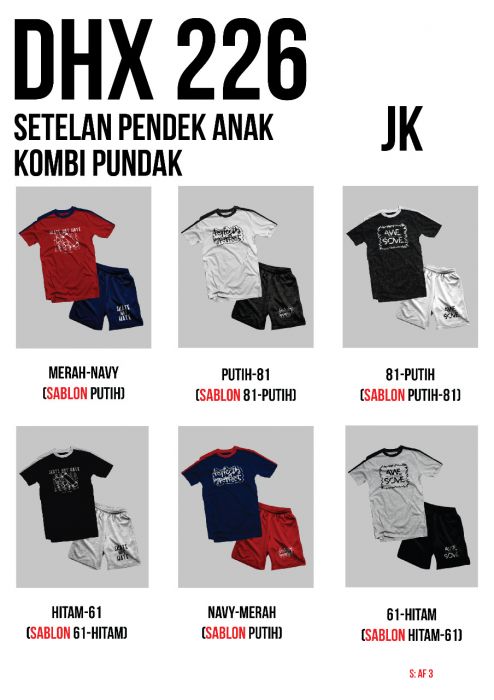 DHX 226
SETELAN PENDEK ANAK
KOMBI PUNDAK
JK
MERAH-NAVY
(SABLON PUTIH)
PUTIH-81
(SABLON 81-PUTIH)
81-PUTIH
(SABLON PUTIH-81)
HITAM-61
(SABLON 61-HITAM)
NAVY-MERAH
(SABLON PUTIH)
61-HITAM
(SABLON HITAM-61)
S: AF 3